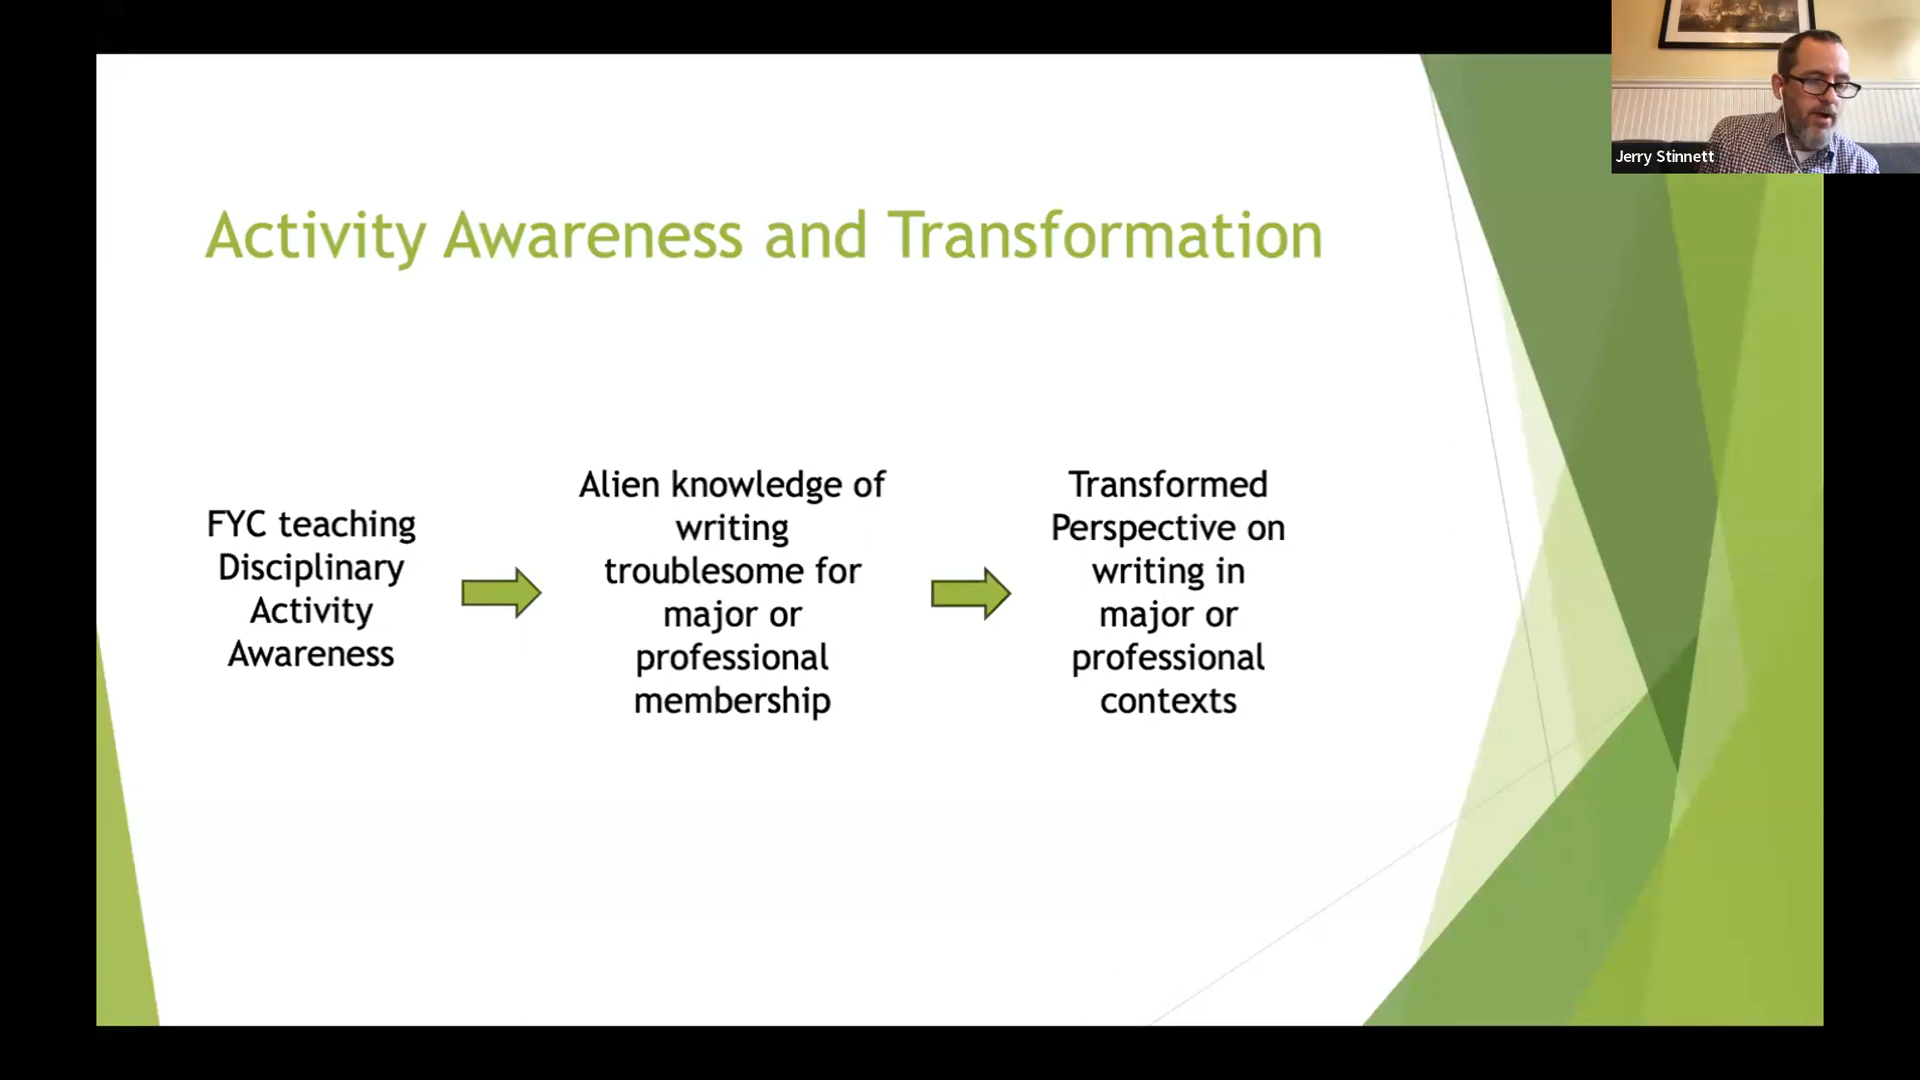 Jerry Stinnett
Activity Awareness and Transformation
FYC teaching
Disciplinary
Activity
Awareness
Alien knowledge of
writing
troublesome for
major or
professional
membership
Transformed
Perspective on
writing in
major or
professional
contexts